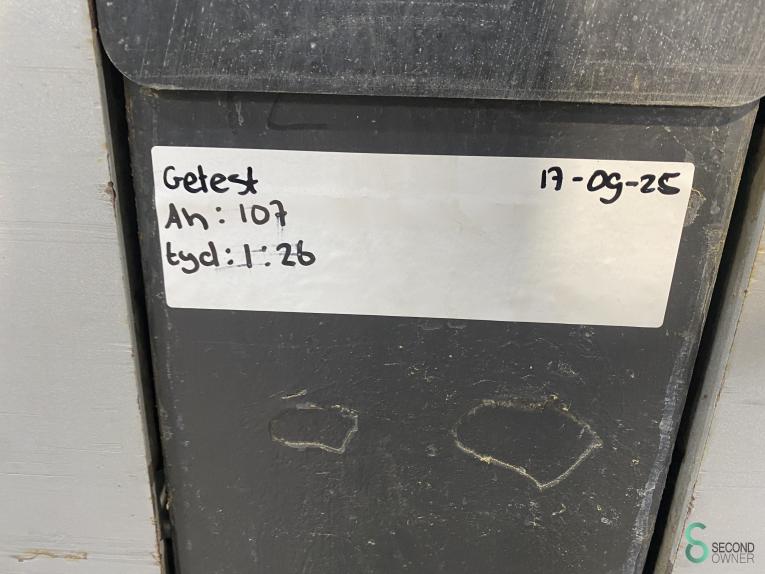 Getest 17-09-25
Ah: 107
tyd: 1:26
SECOND
OWNER